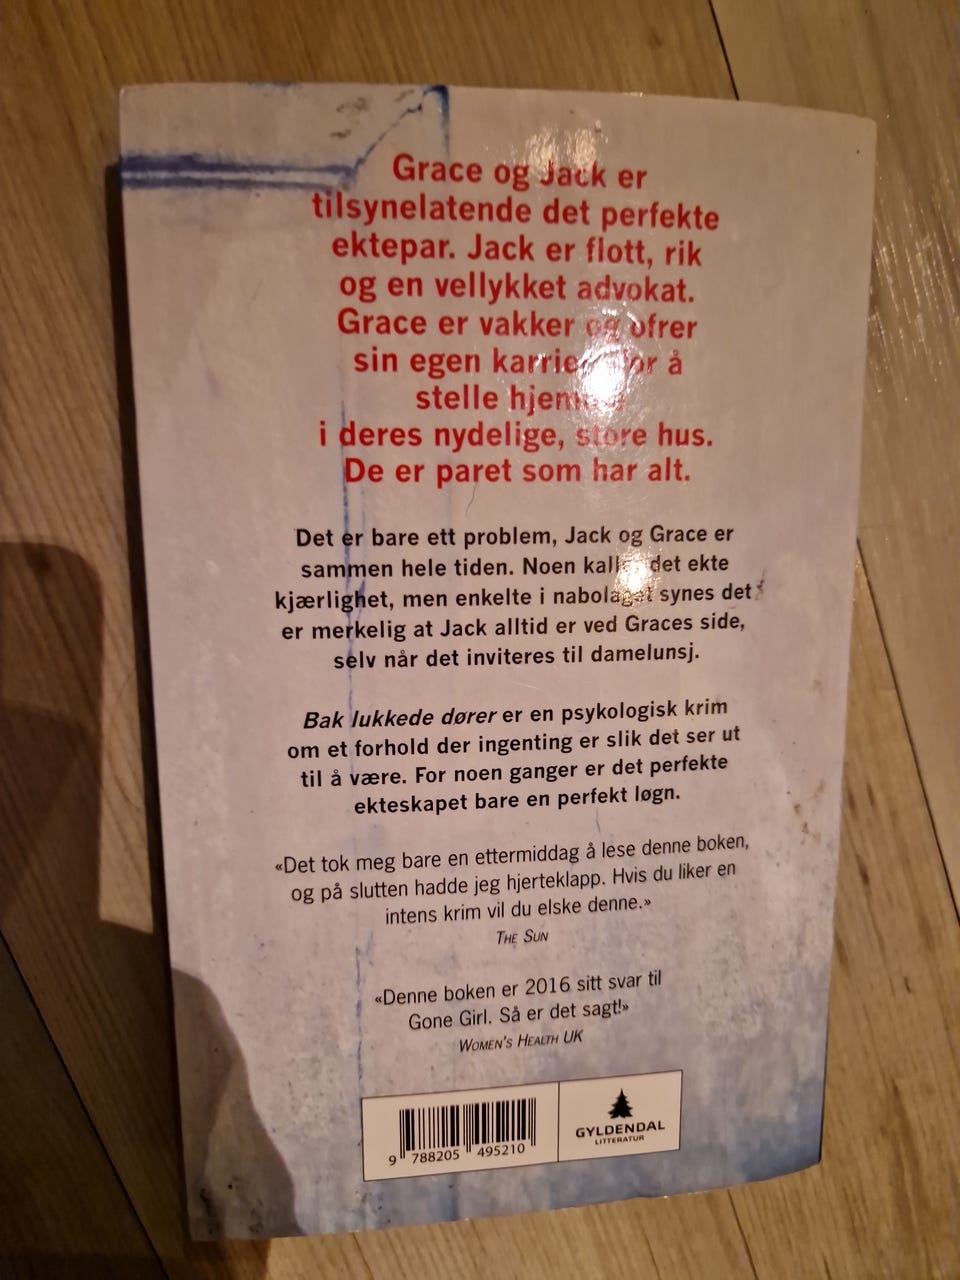 Grace og Jack er
tilsynelatende det perfekte
ektepar. Jack er flott, rik
og en vellykket advokat.
Grace er vakker og ofrer
sin egen karriere for å
stelle hjemme
i deres nydelige, store hus.
De er paret som har alt.
Det er bare ett problem, Jack og Grace er
sammen hele tiden. Noen kaller det ekte
kjærlighet, men enkelte i nabolaget synes det
er merkelig at Jack alltid er ved Graces side,
selv når det inviteres til damelunsj.
Bak lukkede dører er en psykologisk krim
om et forhold der ingenting er slik det ser ut
til å være. For noen ganger er det perfekte
ekteskapet bare en perfekt løgn.
«Det tok meg bare en ettermiddag å lese denne boken,
og på slutten hadde jeg hjerteklapp. Hvis du liker en
intens krim vil du elske denne.»
THE SUN
«Denne boken er 2016 sitt svar til
Gone Girl. Så er det sagt!»
WOMEN'S HEALTH UK
9 788205 495210
GYLDENDAL
LITTERATUR